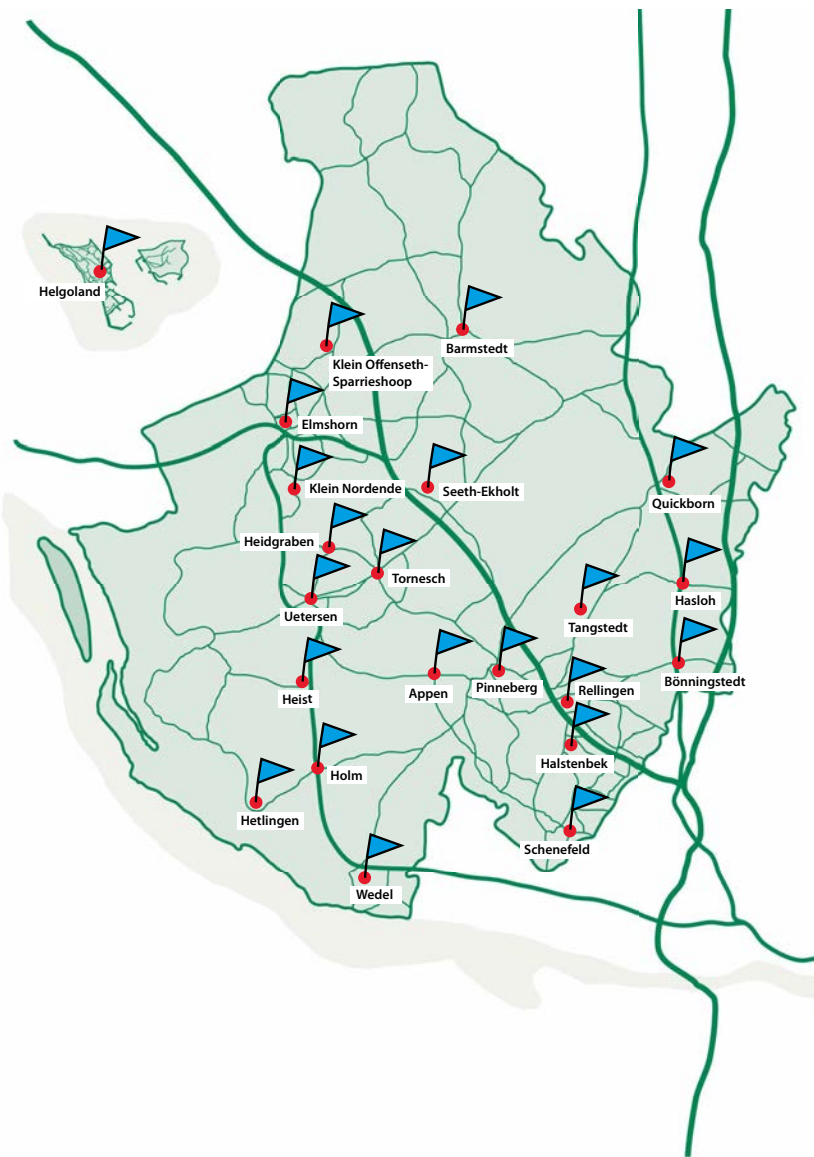 Helgoland
Barmstedt
Klein Offenseth-
Sparrieshoop
Elmshorn
Klein Nordende
Seeth-Ekholt
Quickborn
Heidgraben
Tornesch
Hasloh
Uetersen
Tangstedt
Heist
Appen
Pinneberg
Rellingen
Bönningstedt
Halstenbek
Holm
Hetlingen
Schenefeld
Wedel